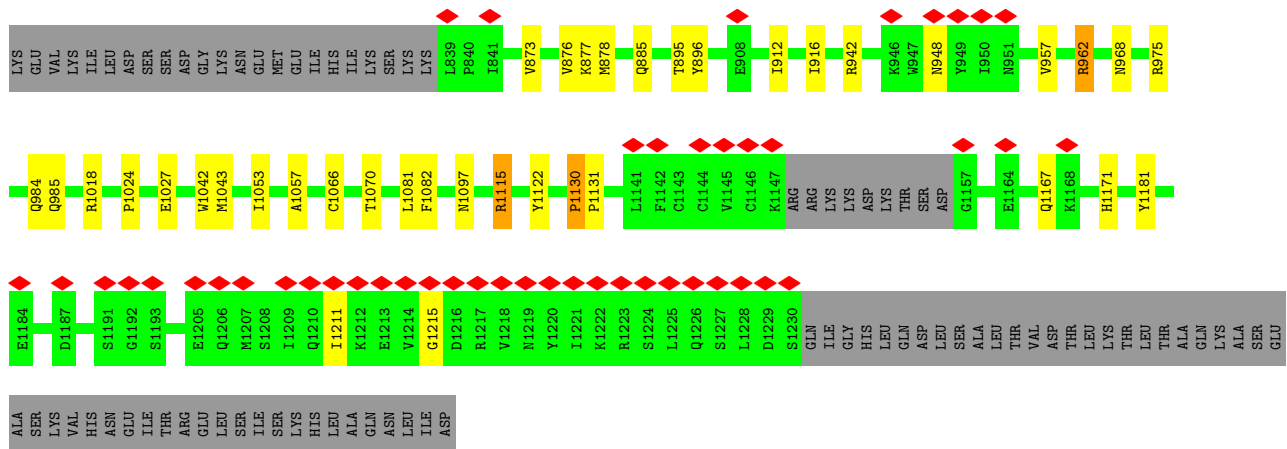 LYS GLU VAL LYS ILE LEU ASP SER SER ASP GLY LYS ASN GLU MET GLU ILE HIS ILE LYS SER LYS LYS L839 P840 I841 V873 V876 K877 M878 Q885 T895 Y896 E908 I912 I916 R942 K946 W947 N948 Y949 I950 N951 V957 R962 N968 R975
Q984 Q985 R1018 P1024 E1027 W1042 M1043 I1053 A1057 C1066 T1070 L1081 F1082 N1097 R1115 Y1122 P1130 P1131 L1141 F1142 C1143 C1144 V1145 C1146 K1147 ARG ARG LYS LYS ASP LYS THR SER ASP G1157 E1164 Q1167 K1168 H1171 Y1181
E1184 D1187 S1191 G1192 S1193 E1205 Q1206 M1207 S1208 I1209 Q1210 I1211 K1212 E1213 V1214 G1215 D1216 R1217 V1218 N1219 Y1220 I1221 K1222 R1223 S1224 L1225 Q1226 S1227 L1228 D1229 S1230 GLN ILE GLY HIS LEU GLN ASP LEU SER ALA LEU THR VAL ASP THR LEU LYS THR LEU THR ALA GLN LYS ALA SER GLU
ALA SER LYS VAL HIS ASN GLU ILE THR ARG GLU LEU SER ILE SER LYS HIS LEU ALA GLN ASN LEU ILE ASP